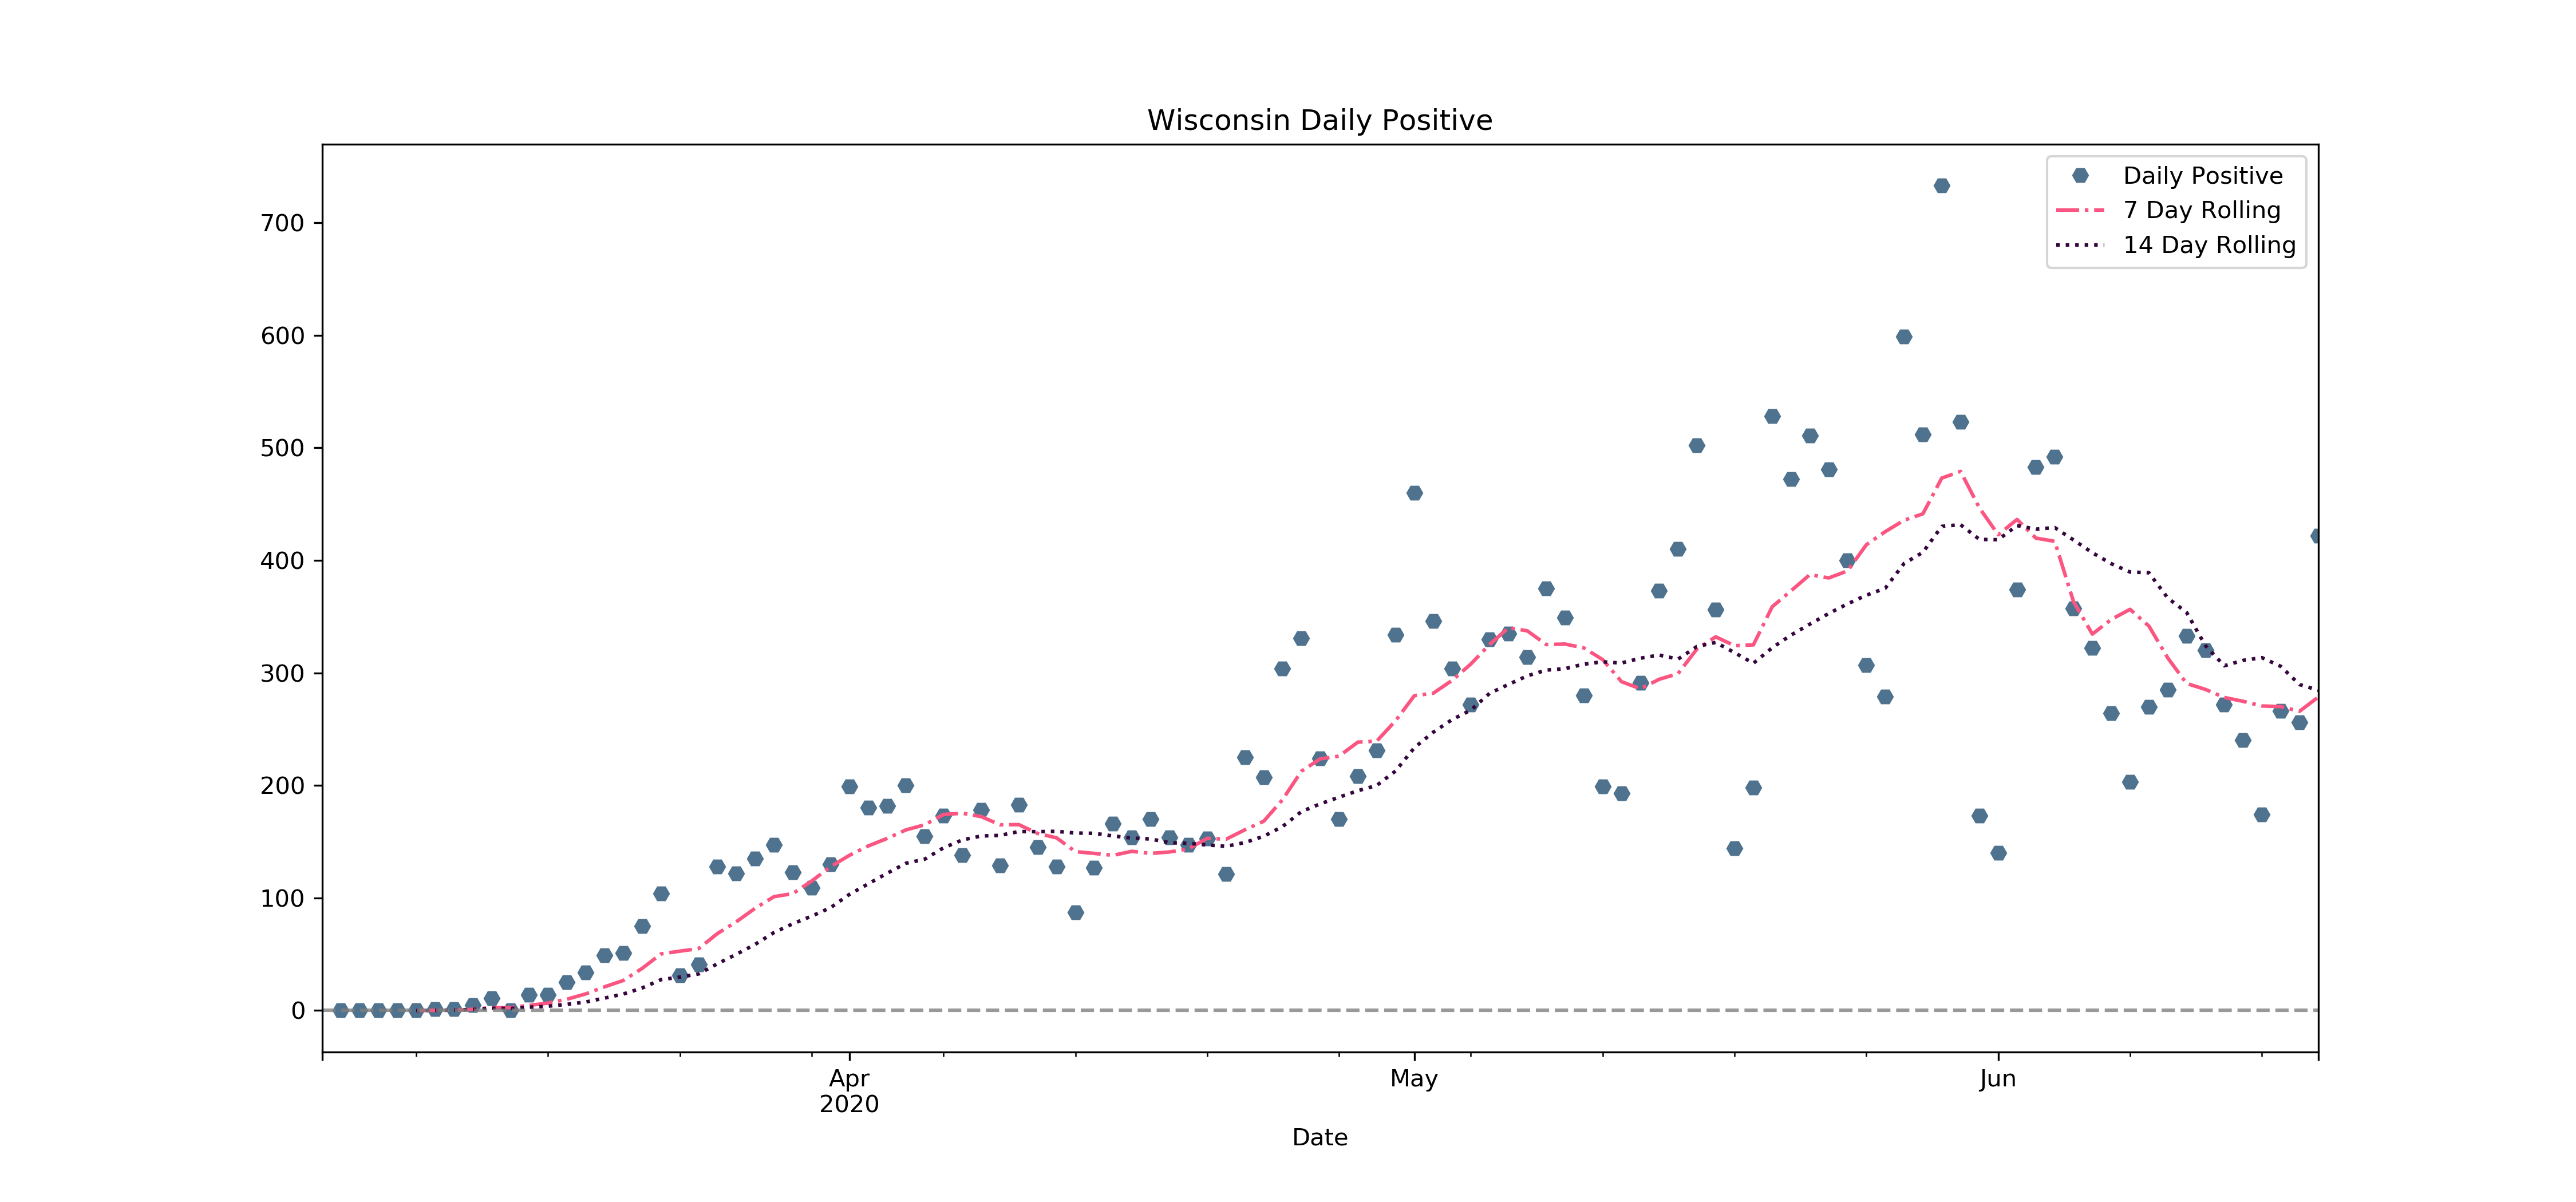 Wisconsin Daily Positive
Daily Positive
7 Day Rolling
14 Day Rolling
700
600
500
400
300
200
100
0
Apr
2020
May
Jun
Date